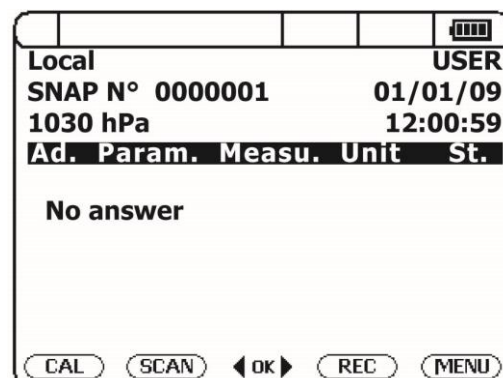 Local USER
SNAP N° 0000001 01/01/09
1030 hPa 12:00:59
Ad. Param. Measu. Unit St.
No answer
CAL SCAN OK REC MENU